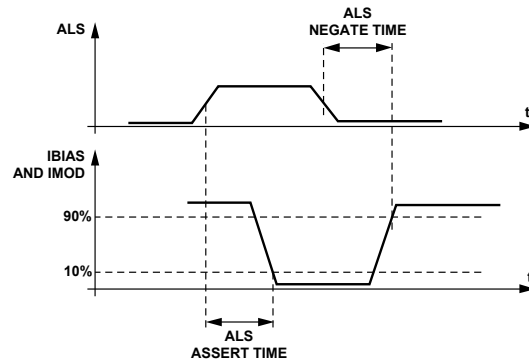 ALS
ALS
NEGATE TIME
t
IBIAS
AND IMOD
90%
10%
t
ALS
ASSERT TIME